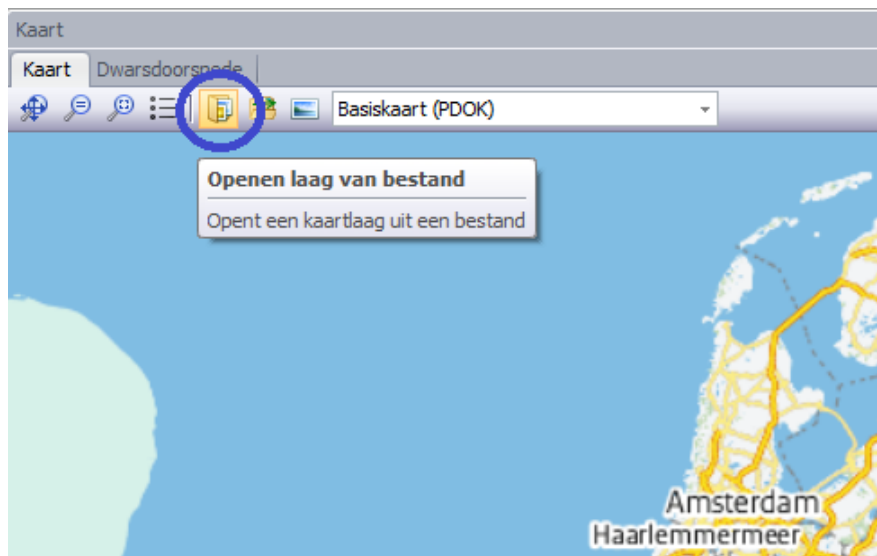 Kaart
Kaart Dwarsdoorsnede
Basiskaart (PDOK)
Openen laag van bestand
Opent een kaartlaag uit een bestand
Amsterdam
Haarlemmermeer